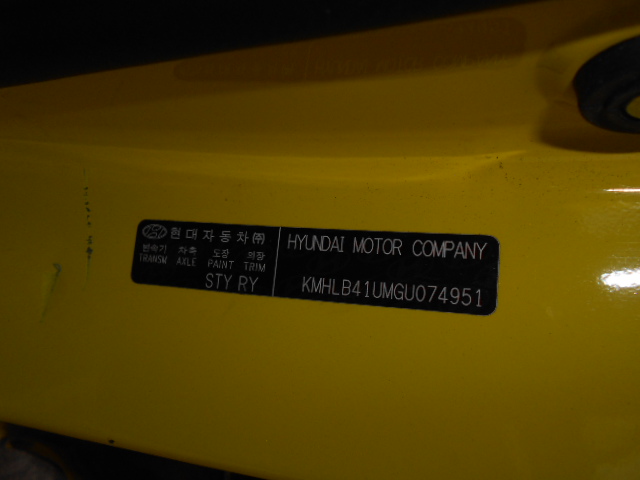 현대자동차㈜
변속기 차축 도장 의장
TRANSM AXLE PAINT TRIM
STY RY
HYUNDAI MOTOR COMPANY
KMHLB41UMGU074951